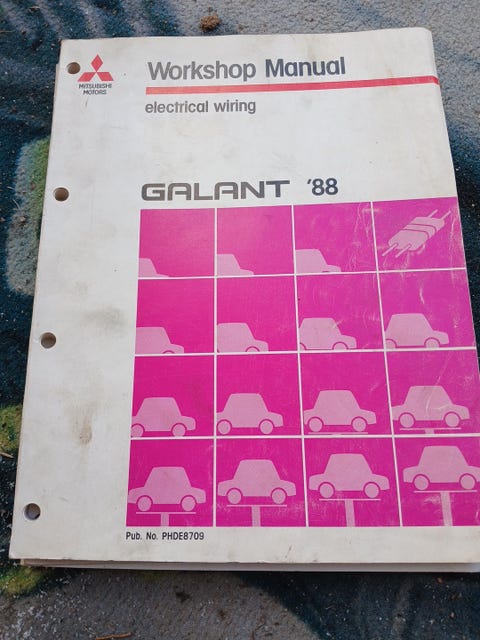 MITSUBISHI
MOTORS
Workshop Manual
electrical wiring
GALANT '88
Pub. No. PHDE8709